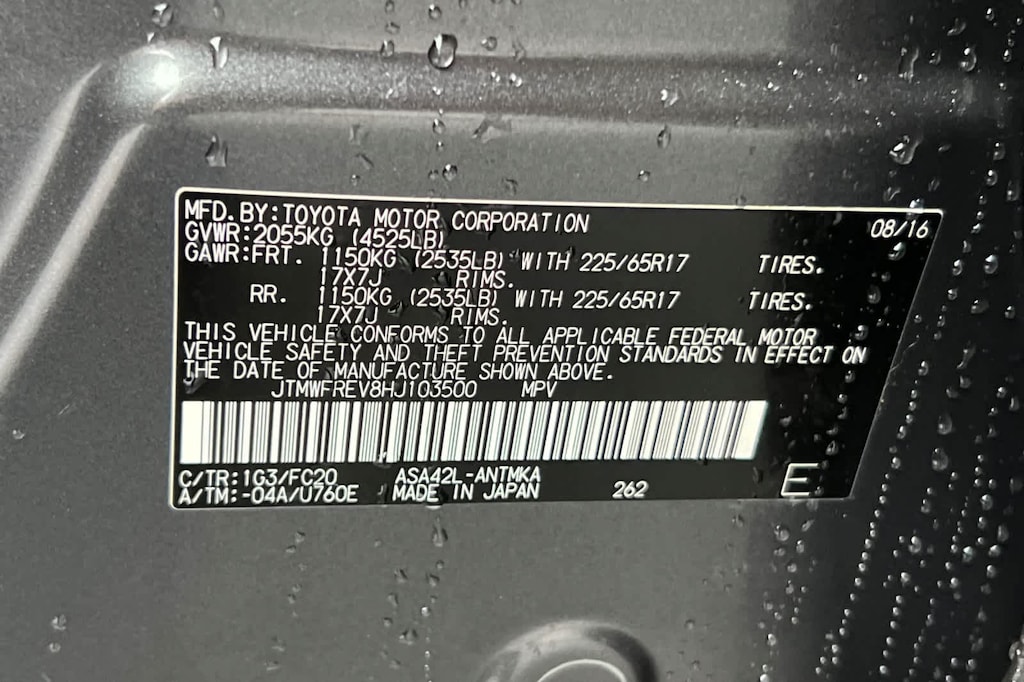 MFD.BY:TOYOTA MOTOR CORPORATION 08/16
GVWR:2055KG (4525LB)
GAWR:FRT. 1150KG (2535LB) WITH 225/65R17 TIRES.
17X7J RIMS.
RR. 1150KG (2535LB) WITH 225/65R17 TIRES.
17X7J RIMS.
THIS VEHICLE CONFORMS TO ALL APPLICABLE FEDERAL MOTOR
VEHICLE SAFETY AND THEFT PREVENTION STANDARDS IN EFFECT ON
THE DATE OF MANUFACTURE SHOWN ABOVE.
JTMWFREV8HJ103500 MPV
C/TR:1G3/FC20 ASA42L-ANTMKA
A/TM:-04A/U760E MADE IN JAPAN 262 E